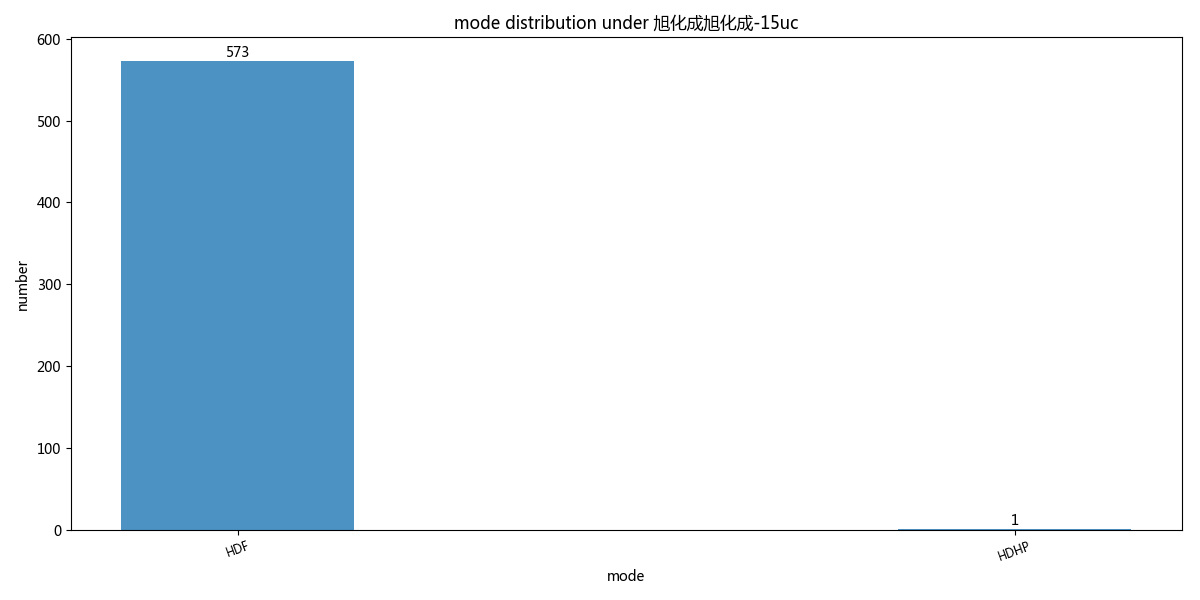 mode distribution under 旭化成旭化成-15uc
600
500
400
300
200
100
0
number
573
1
HDF
HDHP
mode